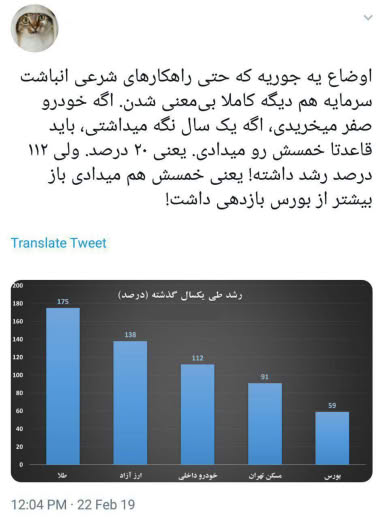 اوضاع یه جوریه که حتی راهکارهای شرعی انباشت
سرمایه هم دیگه کاملا بی‌معنی شدن. اگه خودرو
صفر میخریدی، اگه یک سال نگه میداشتی، باید
قاعدتا خمسش رو میدادی. یعنی ۲۰ درصد. ولی ۱۱۲
درصد رشد داشته! یعنی خمسش هم میدادی باز
بیشتر از بورس بازدهی داشت!
Translate Tweet
رشد طی یکسال گذشته (درصد)
200
180
160
140
120
100
80
60
40
20
0
175
138
112
91
59
طلا
ارز آزاد
خودرو داخلی
مسکن تهران
بورس
12:04 PM · 22 Feb 19